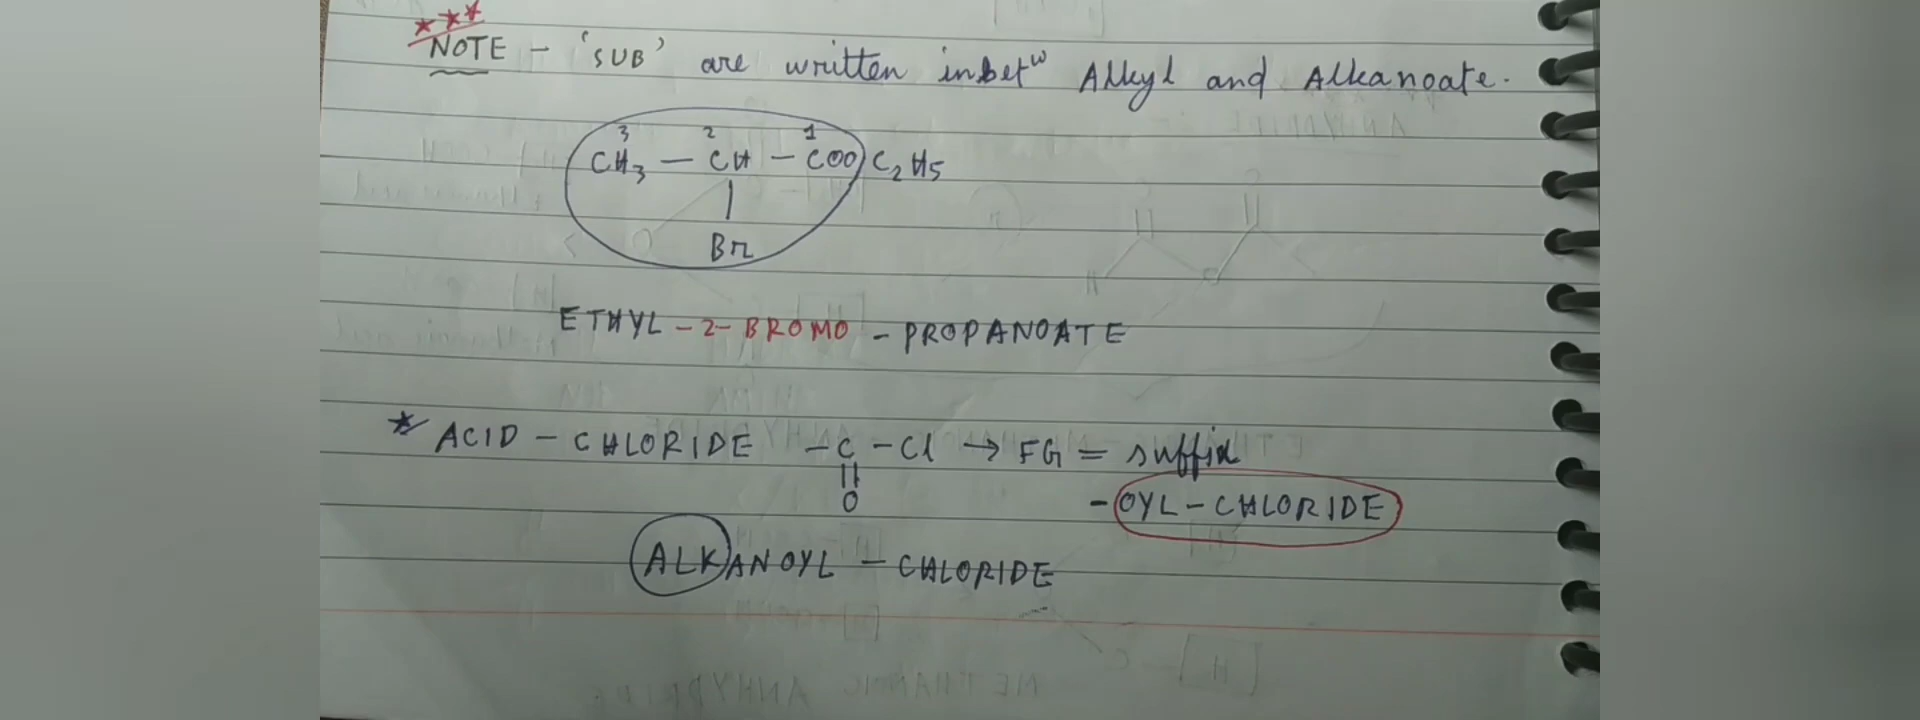 ***
NOTE - 'SUB' are written inbetw Alkyl and Alkanoate.
3 2 1
CH3 — CH — COO C2H5
|
Br
ETHYL - 2 - BROMO - PROPANOATE
* ACID - CHLORIDE -C-Cl → FG = suffix
||
O - OYL - CHLORIDE
ALKANOYL - CHLORIDE